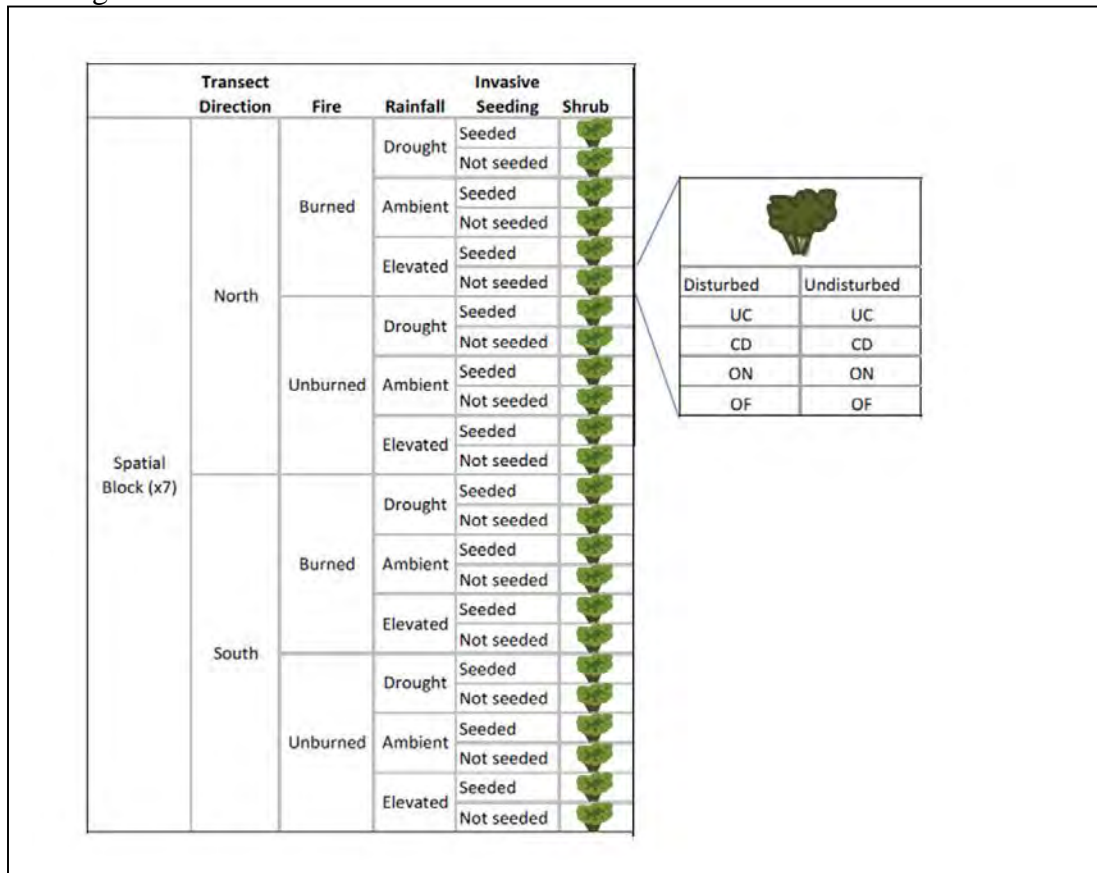 Transect Direction Fire Rainfall Invasive Seeding Shrub
Spatial Block (x7)
North
Burned
Drought
Seeded
Not seeded
Ambient
Seeded
Not seeded
Elevated
Seeded
Not seeded
Unburned
Drought
Seeded
Not seeded
Ambient
Seeded
Not seeded
Elevated
Seeded
Not seeded
South
Burned
Drought
Seeded
Not seeded
Ambient
Seeded
Not seeded
Elevated
Seeded
Not seeded
Unburned
Drought
Seeded
Not seeded
Ambient
Seeded
Not seeded
Elevated
Seeded
Not seeded
Disturbed Undisturbed
UC UC
CD CD
ON ON
OF OF